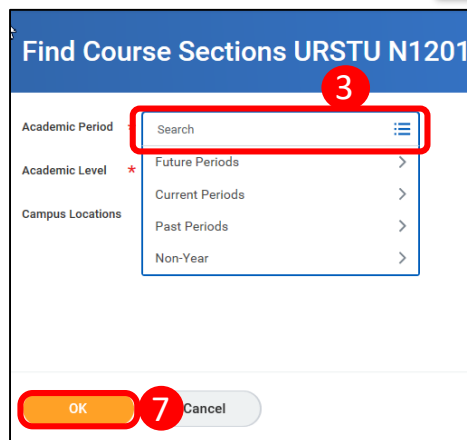 Find Course Sections URSTU N1201
3
Academic Period *
Search
Academic Level *
Future Periods
Current Periods
Campus Locations
Past Periods
Non-Year
OK
7
Cancel